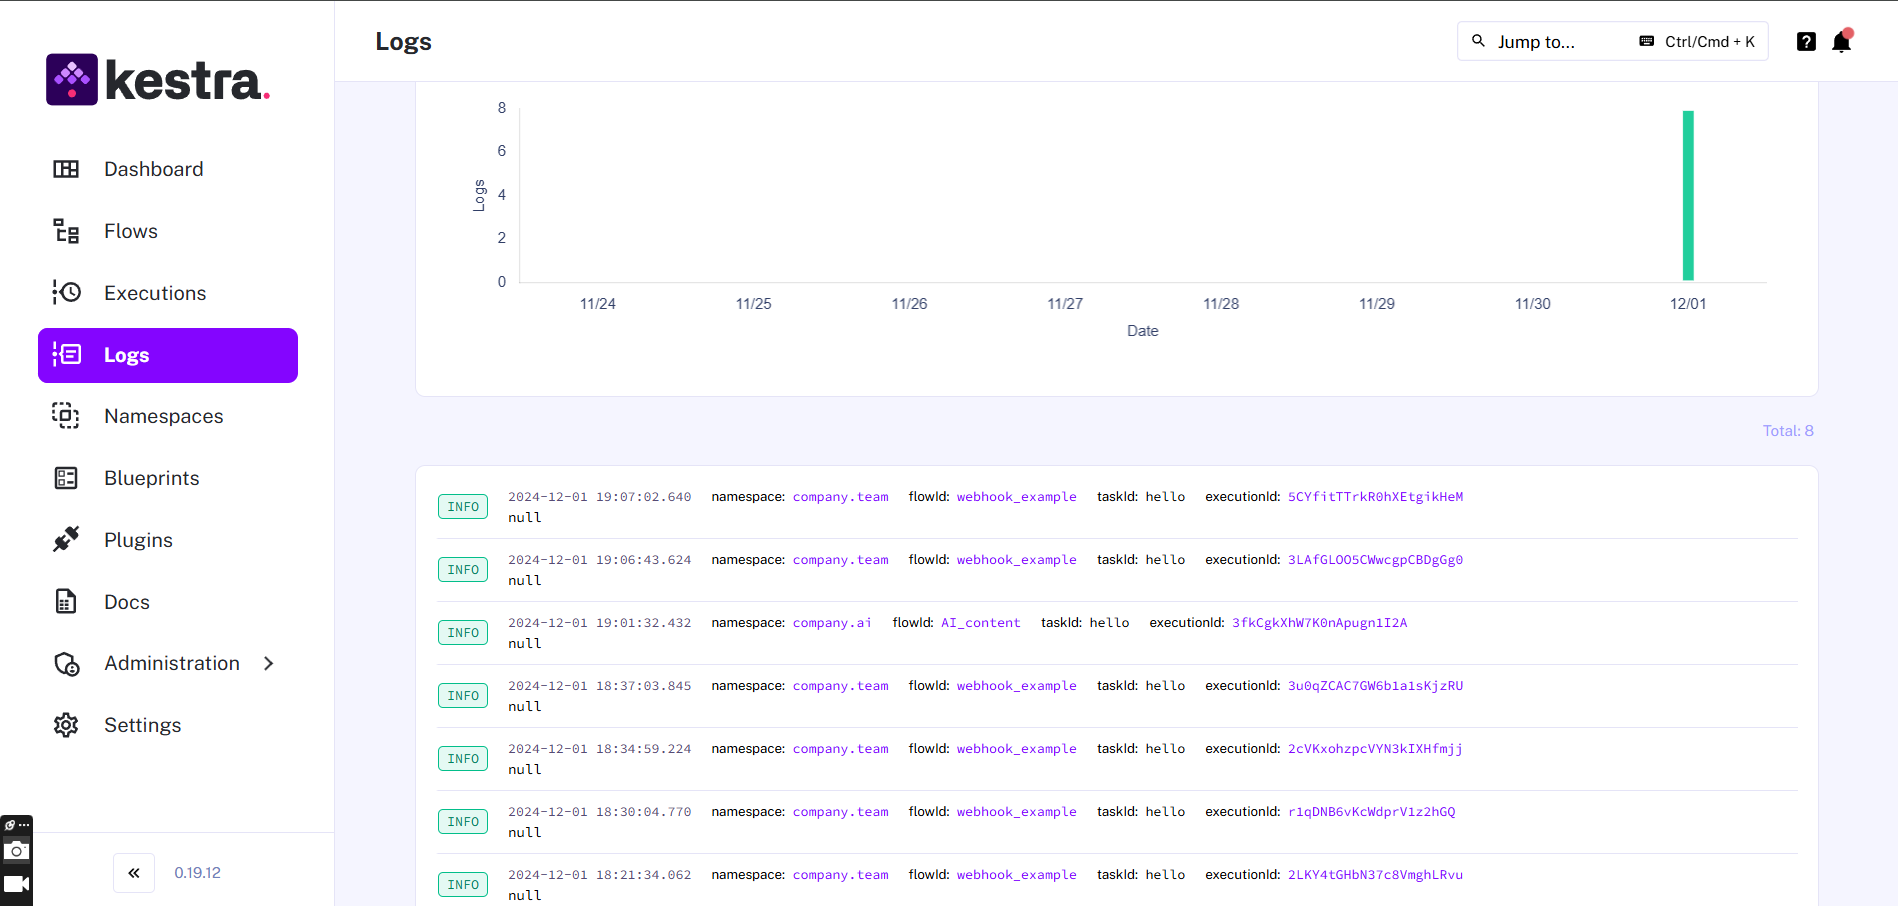 kestra.
Logs
Jump to...
Ctrl/Cmd + K
Dashboard
Flows
Executions
Logs
Namespaces
Blueprints
Plugins
Docs
Administration
Settings
0.19.12
8
6
4
2
0
Logs
11/24 11/25 11/26 11/27 11/28 11/29 11/30 12/01
Date
Total: 8
INFO 2024-12-01 19:07:02.640 namespace: company.team flowId: webhook_example taskId: hello executionId: 5CYfitTTrkR0hXEtgikHeM
null
INFO 2024-12-01 19:06:43.624 namespace: company.team flowId: webhook_example taskId: hello executionId: 3LAfGLOO5CWwcgpCBDgGg0
null
INFO 2024-12-01 19:01:32.432 namespace: company.ai flowId: AI_content taskId: hello executionId: 3fkCgkXhW7K0nApugn1I2A
null
INFO 2024-12-01 18:37:03.845 namespace: company.team flowId: webhook_example taskId: hello executionId: 3u0qZCAC7GW6b1a1sKjzRU
null
INFO 2024-12-01 18:34:59.224 namespace: company.team flowId: webhook_example taskId: hello executionId: 2cVKxohzpcVYN3kIXHfmjj
null
INFO 2024-12-01 18:30:04.770 namespace: company.team flowId: webhook_example taskId: hello executionId: r1qDNB6vKcWdprV1z2hGQ
null
INFO 2024-12-01 18:21:34.062 namespace: company.team flowId: webhook_example taskId: hello executionId: 2LKY4tGHbN37c8VmghLRvu
null